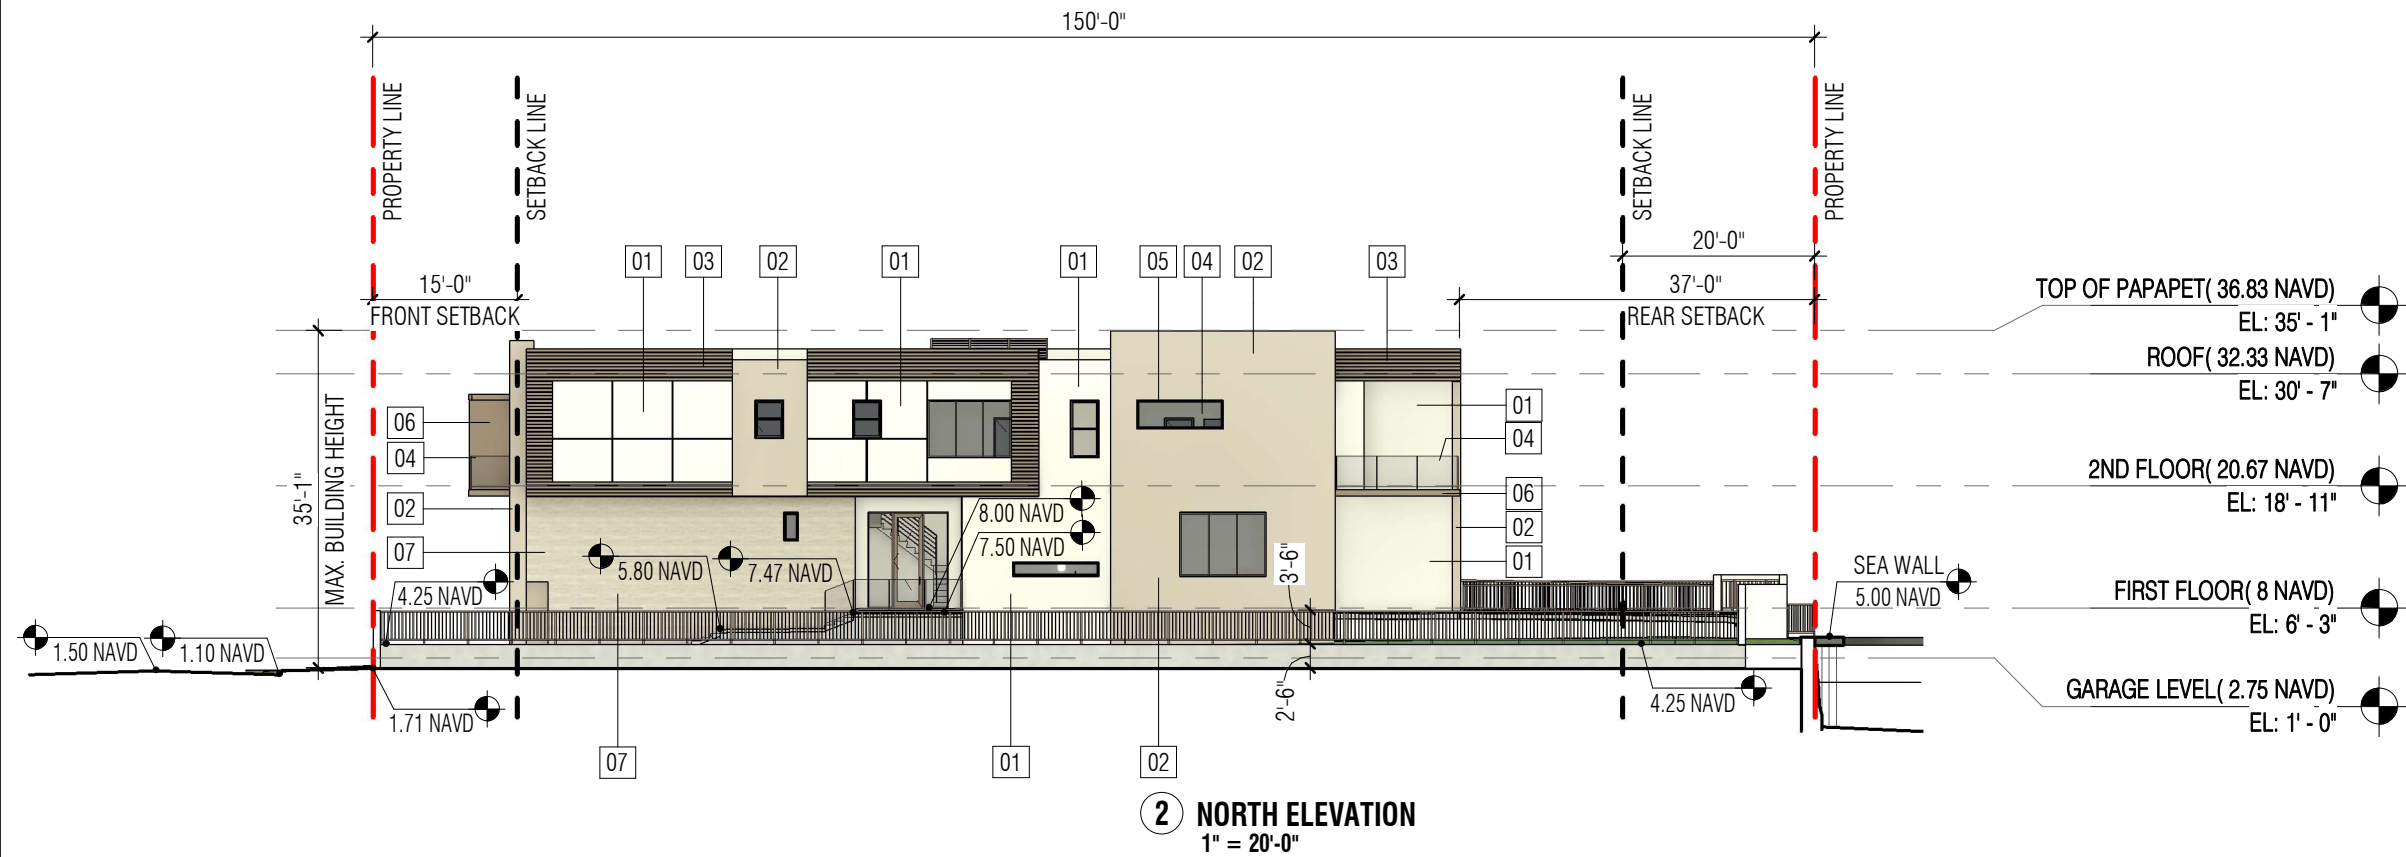 150'-0"
PROPERTY LINE
SETBACK LINE
SETBACK LINE
PROPERTY LINE
20'-0"
01
03
02
01
01
05
04
02
03
15'-0"
FRONT SETBACK
37'-0"
REAR SETBACK
TOP OF PAPAPET( 36.83 NAVD)
EL: 35' - 1"
ROOF( 32.33 NAVD)
EL: 30' - 7"
2ND FLOOR( 20.67 NAVD)
EL: 18' - 11"
FIRST FLOOR( 8 NAVD)
EL: 6' - 3"
GARAGE LEVEL( 2.75 NAVD)
EL: 1' - 0"
35'-1"
MAX. BUILDING HEIGHT
06
04
02
07
01
04
06
02
01
8.00 NAVD
7.50 NAVD
5.80 NAVD
7.47 NAVD
4.25 NAVD
3'-6"
SEA WALL
5.00 NAVD
1.50 NAVD
1.10 NAVD
1.71 NAVD
2'-6"
4.25 NAVD
07
01
02
2 NORTH ELEVATION
1" = 20'-0"